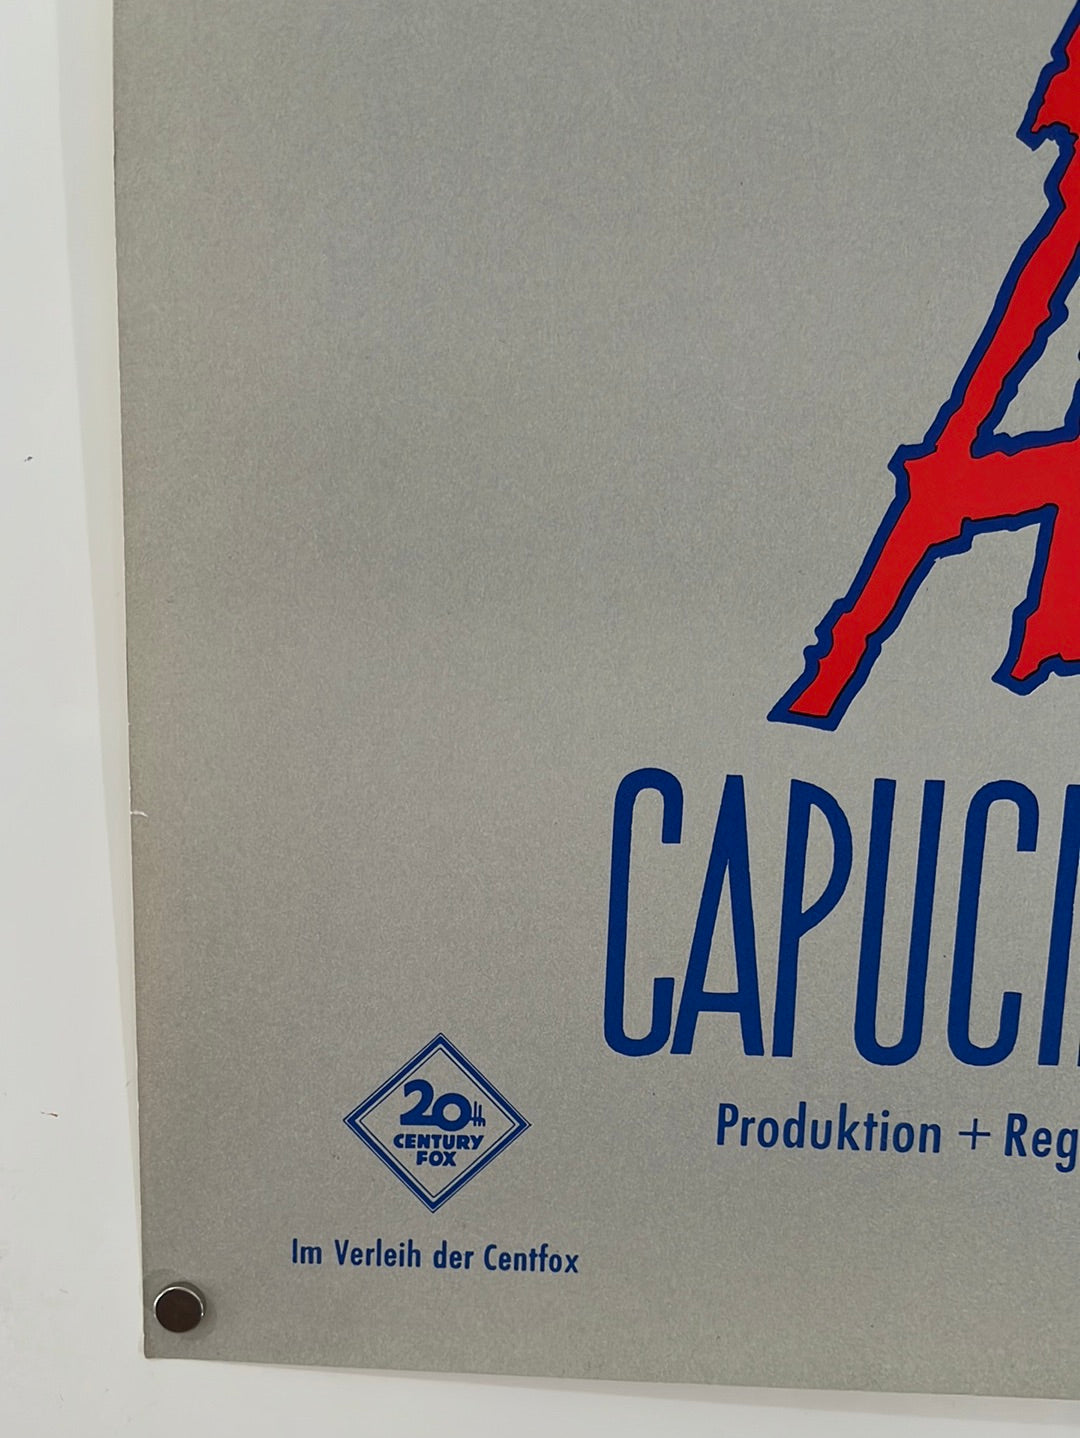 A
CAPUCI
Produktion + Reg
20th
CENTURY
FOX
Im Verleih der Centfox